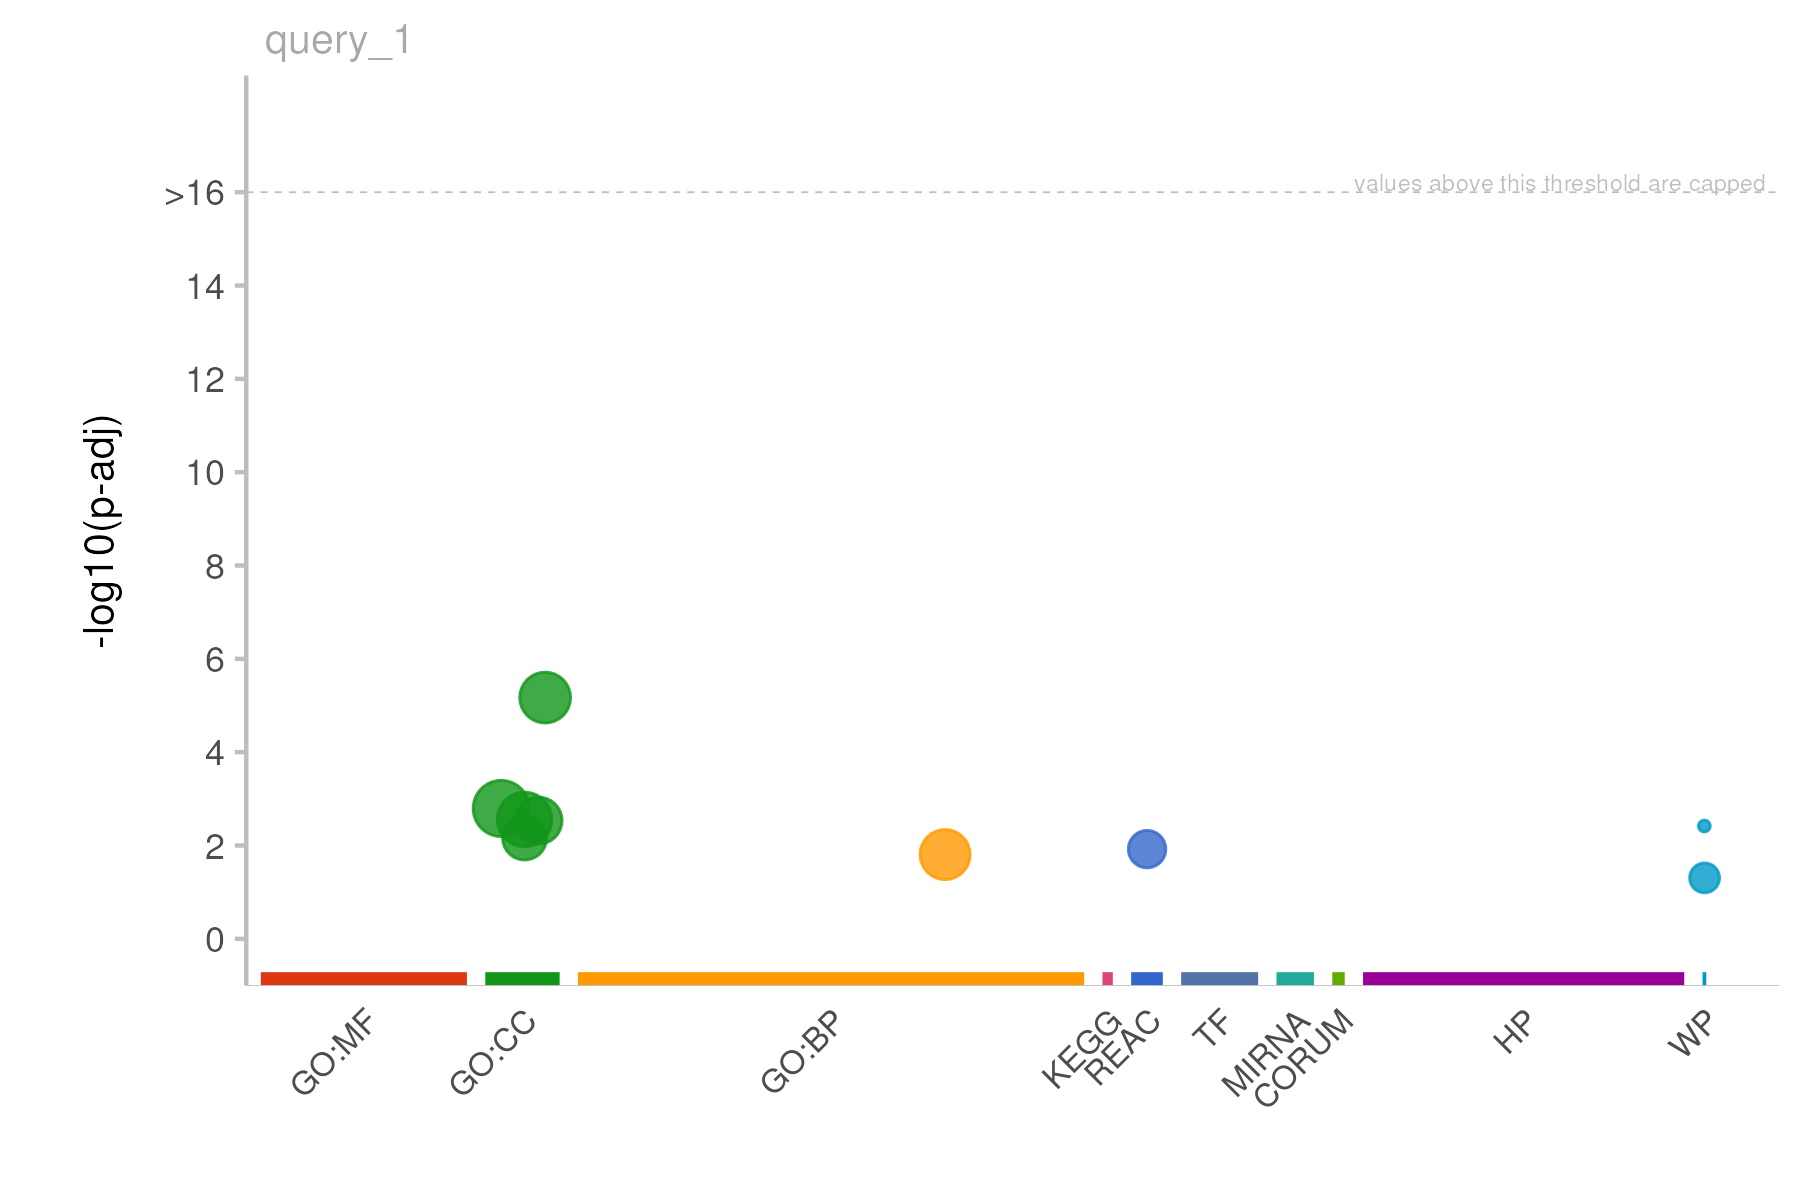 query_1
values above this threshold are capped
>16
14
12
10
8
6
4
2
0
-log10(p-adj)
GO:MF
GO:CC
GO:BP
KEGG
REAC
TF
MIRNA
CORUM
HP
WP